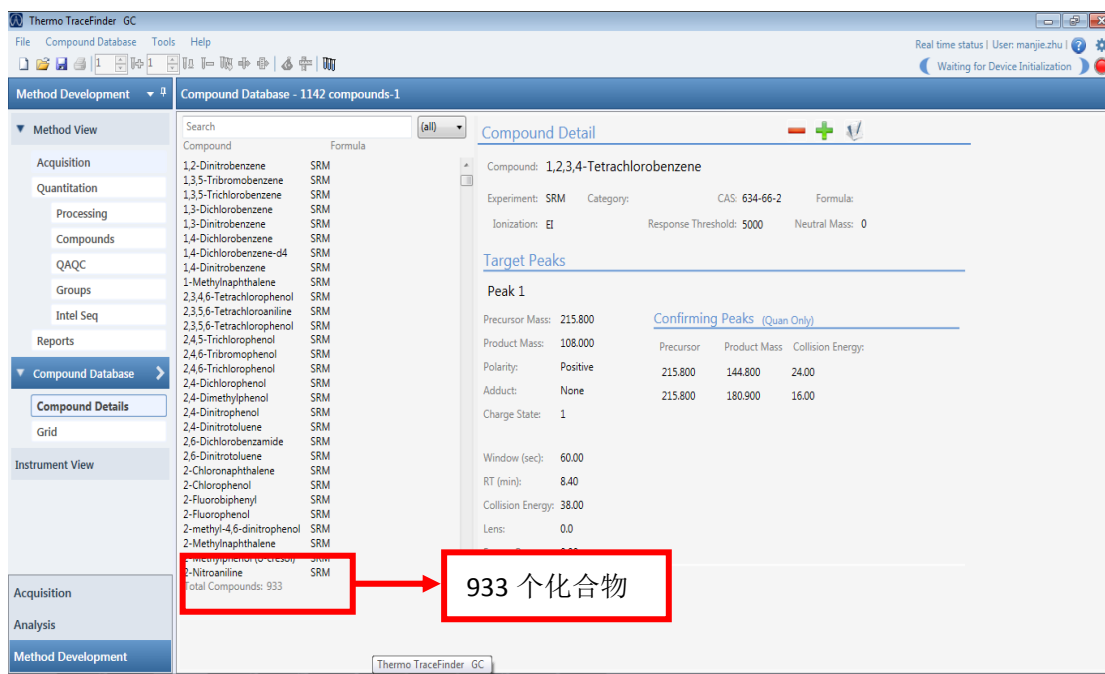 Thermo TraceFinder GC
File Compound Database Tools Help
Real time status | User: manjie.zhu |
1 1
Waiting for Device Initialization
Method Development
Compound Database - 1142 compounds-1
Method View
Acquisition
Quantitation
Processing
Compounds
QAQC
Groups
Intel Seq
Reports
Compound Database
Compound Details
Grid
Instrument View
Acquisition
Analysis
Method Development
Search (all)
Compound Formula
1,2-Dinitrobenzene SRM
1,3,5-Tribromobenzene SRM
1,3,5-Trichlorobenzene SRM
1,3-Dichlorobenzene SRM
1,3-Dinitrobenzene SRM
1,4-Dichlorobenzene SRM
1,4-Dichlorobenzene-d4 SRM
1,4-Dinitrobenzene SRM
1-Methylnaphthalene SRM
2,3,4,6-Tetrachlorophenol SRM
2,3,5,6-Tetrachloroaniline SRM
2,3,5,6-Tetrachlorophenol SRM
2,4,5-Trichlorophenol SRM
2,4,6-Tribromophenol SRM
2,4,6-Trichlorophenol SRM
2,4-Dichlorophenol SRM
2,4-Dimethylphenol SRM
2,4-Dinitrophenol SRM
2,4-Dinitrotoluene SRM
2,6-Dichlorobenzamide SRM
2,6-Dinitrotoluene SRM
2-Chloronaphthalene SRM
2-Chlorophenol SRM
2-Fluorobiphenyl SRM
2-Fluorophenol SRM
2-methyl-4,6-dinitrophenol SRM
2-Methylnaphthalene SRM
2-Methylphenol (o-cresol) SRM
2-Nitroaniline SRM
Total Compounds: 933
Compound Detail
Compound: 1,2,3,4-Tetrachlorobenzene
Experiment: SRM Category: CAS: 634-66-2 Formula:
Ionization: EI Response Threshold: 5000 Neutral Mass: 0
Target Peaks
Peak 1
Precursor Mass: 215.800
Product Mass: 108.000
Polarity: Positive
Adduct: None
Charge State: 1
Window (sec): 60.00
RT (min): 8.40
Collision Energy: 38.00
Lens: 0.0
Confirming Peaks (Quan Only)
Precursor Product Mass Collision Energy:
215.800 144.800 24.00
215.800 180.900 16.00
933 个化合物
Thermo TraceFinder GC